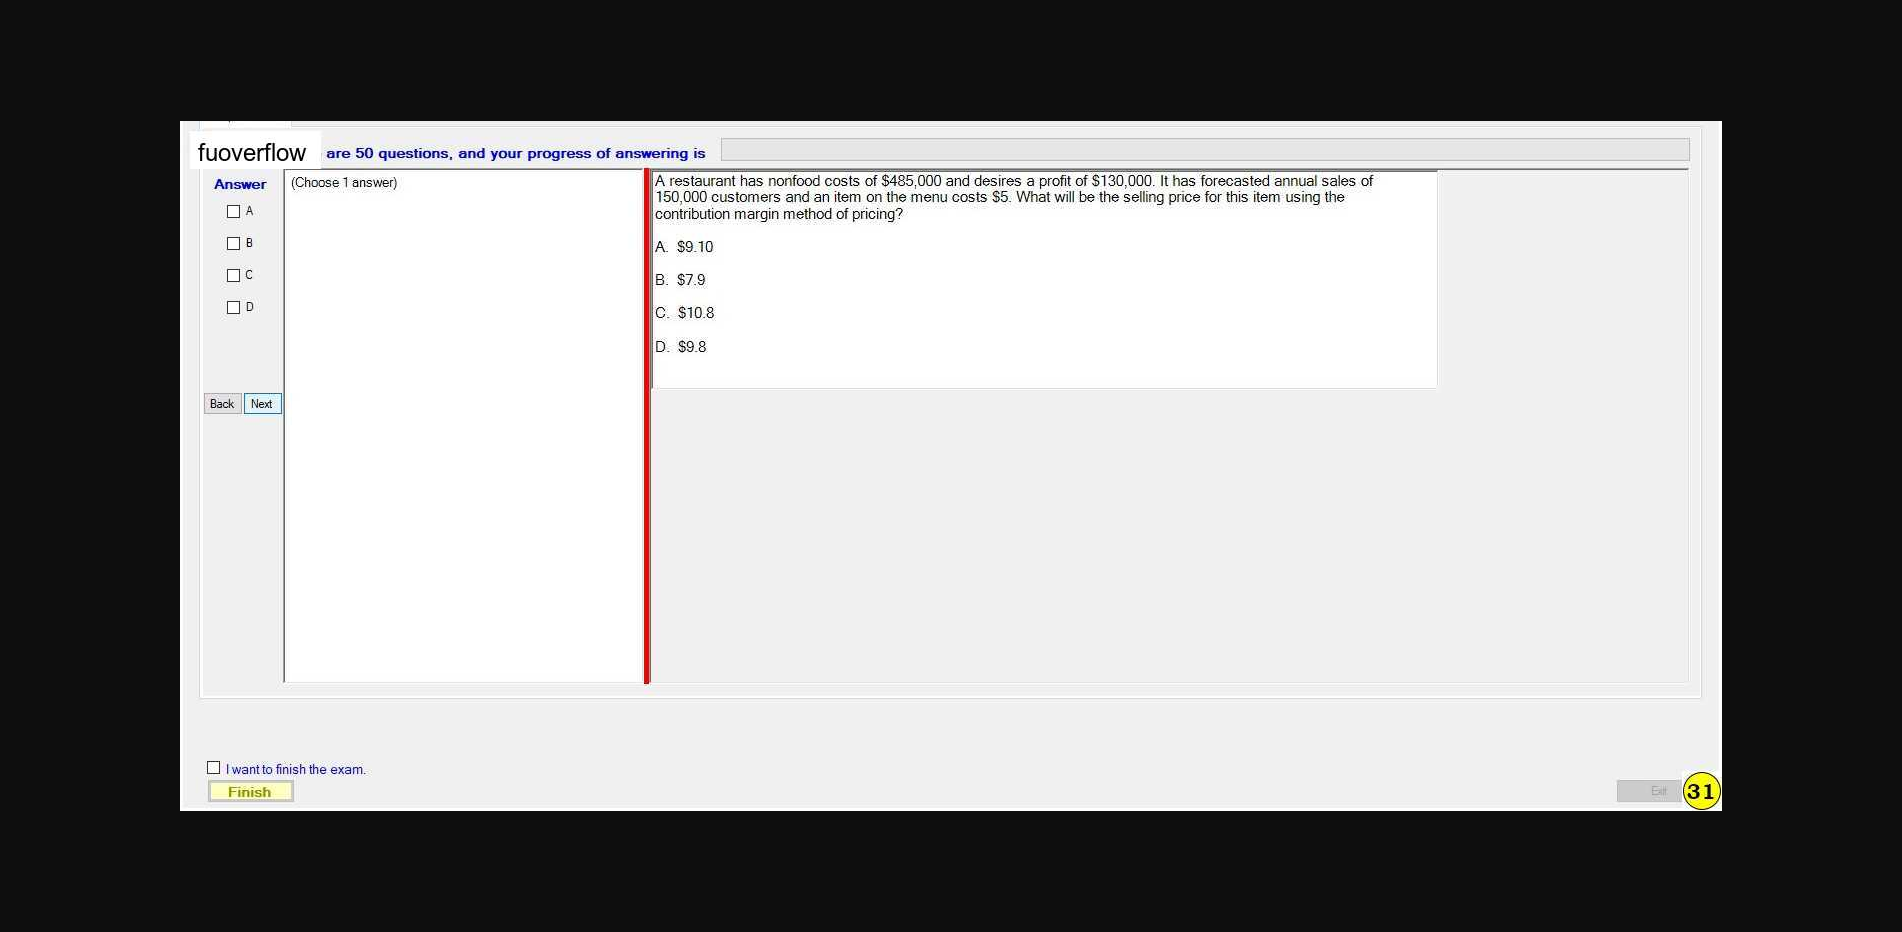 fuoverflow are 50 questions, and your progress of answering is
Answer
(Choose 1 answer)
A
B
C
D
Back Next
A restaurant has nonfood costs of $485,000 and desires a profit of $130,000. It has forecasted annual sales of
150,000 customers and an item on the menu costs $5. What will be the selling price for this item using the
contribution margin method of pricing?
A. $9.10
B. $7.9
C. $10.8
D. $9.8
I want to finish the exam.
Finish
Exit
31